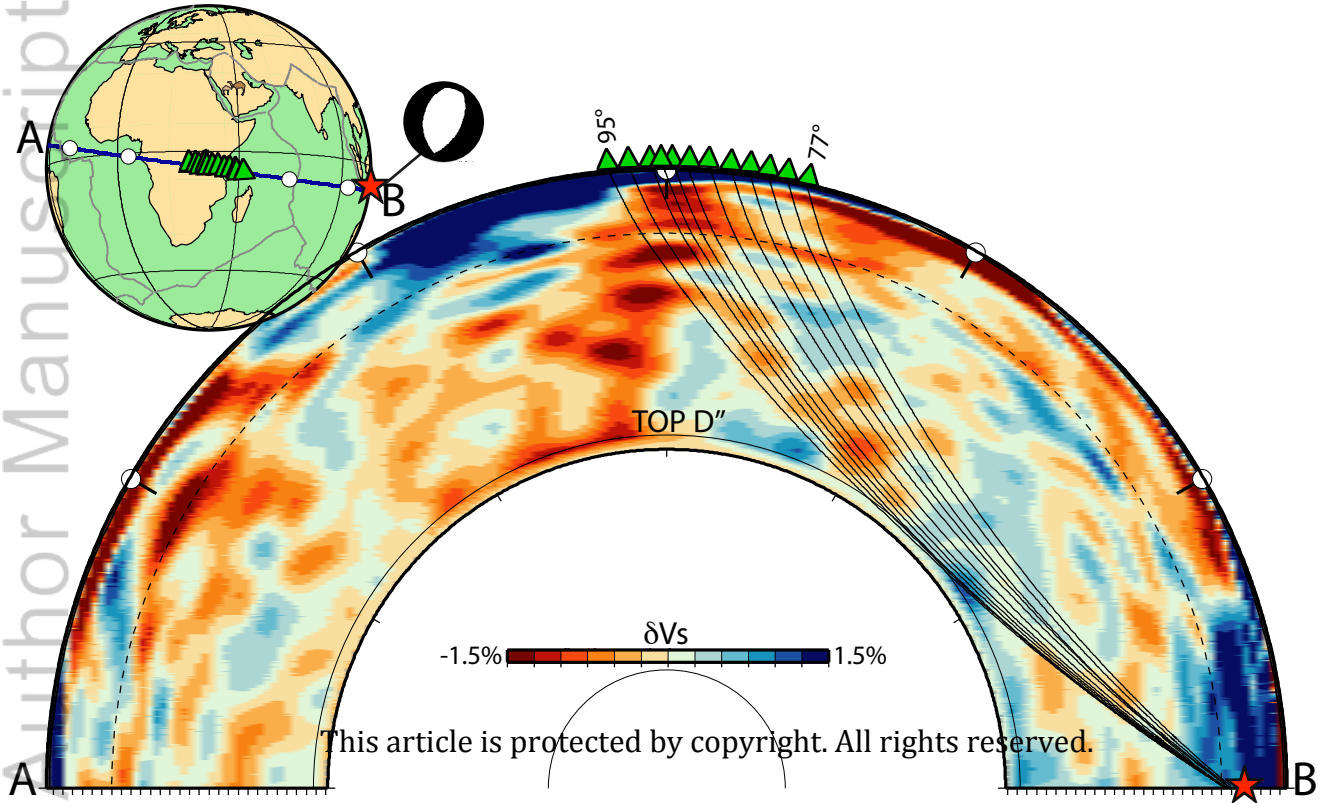 Author Manuscript
A
B
95°
77°
TOP D”
δVs
-1.5%
1.5%
This article is protected by copyright. All rights reserved.
A
B